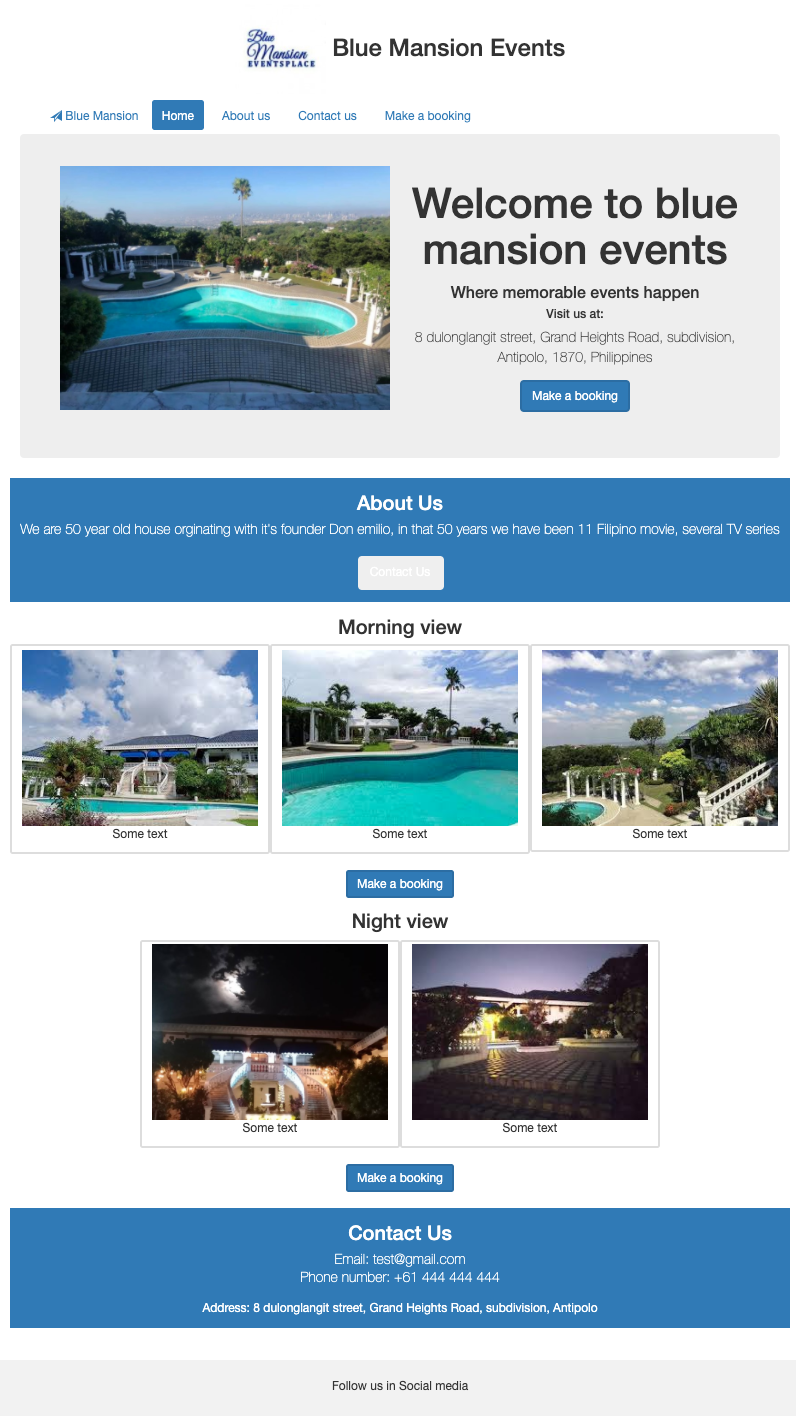 Blue
Mansion
EVENTSPLACE
Blue Mansion Events
Blue Mansion
Home
About us
Contact us
Make a booking
Welcome to blue
mansion events
Where memorable events happen
Visit us at:
8 dulonglangit street, Grand Heights Road, subdivision,
Antipolo, 1870, Philippines
Make a booking
About Us
We are 50 year old house orginating with it's founder Don emilio, in that 50 years we have been 11 Filipino movie, several TV series
Contact Us
Morning view
Some text
Some text
Some text
Make a booking
Night view
Some text
Some text
Make a booking
Contact Us
Email: test@gmail.com
Phone number: +61 444 444 444
Address: 8 dulonglangit street, Grand Heights Road, subdivision, Antipolo
Follow us in Social media